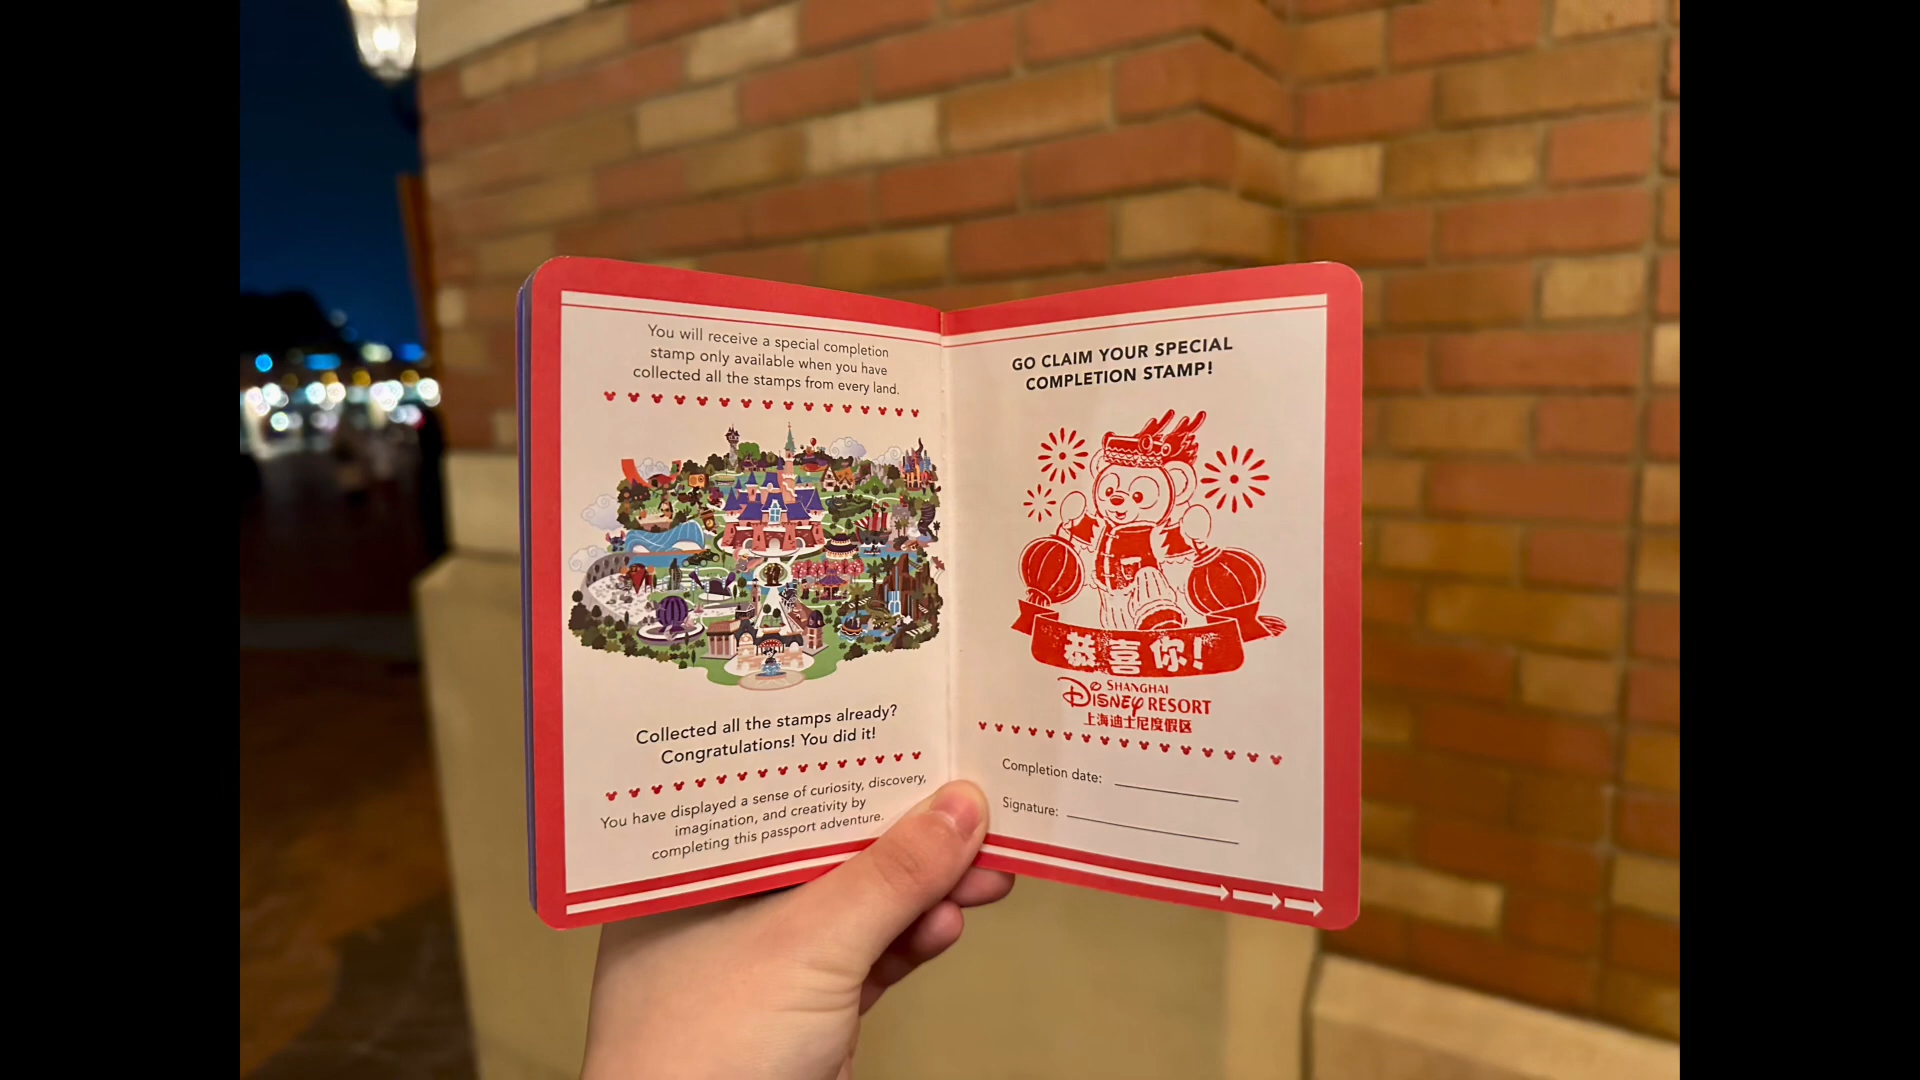 You will receive a special completion
stamp only available when you have
collected all the stamps from every land.
Collected all the stamps already?
Congratulations! You did it!
You have displayed a sense of curiosity, discovery,
imagination, and creativity by
completing this passport adventure.
GO CLAIM YOUR SPECIAL
COMPLETION STAMP!
恭喜你!
SHANGHAI
DISNEY RESORT
上海迪士尼度假区
Completion date:
Signature: